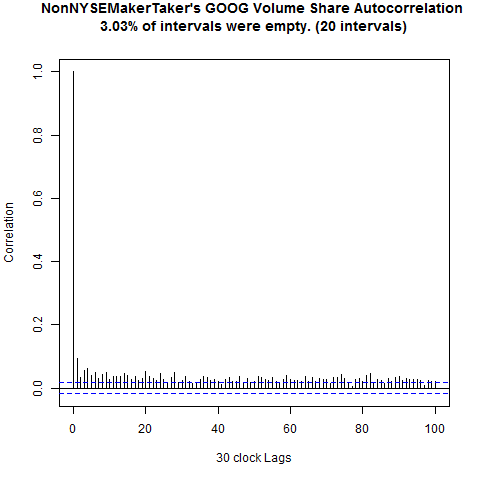 NonNYSEMakerTaker's GOOG Volume Share Autocorrelation
3.03% of intervals were empty. (20 intervals)
Correlation
1.0
0.8
0.6
0.4
0.2
0.0
0 20 40 60 80 100
30 clock Lags